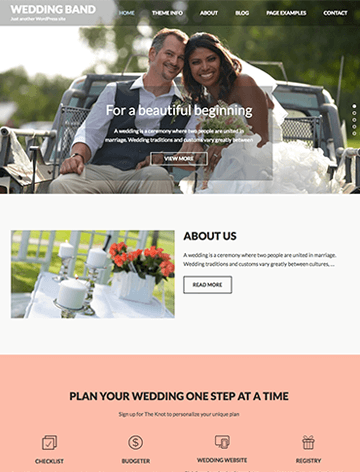 WEDDING BAND
Just another WordPress site
HOME THEME INFO ABOUT BLOG PAGE EXAMPLES CONTACT
For a beautiful beginning
A wedding is a ceremony where two people are united in
marriage. Wedding traditions and customs vary greatly between
VIEW MORE
ABOUT US
A wedding is a ceremony where two people are united in marriage.
Wedding traditions and customs vary greatly between cultures, ...
READ MORE
PLAN YOUR WEDDING ONE STEP AT A TIME
Sign up for The Knot to personalize your unique plan
CHECKLIST BUDGETER WEDDING WEBSITE REGISTRY